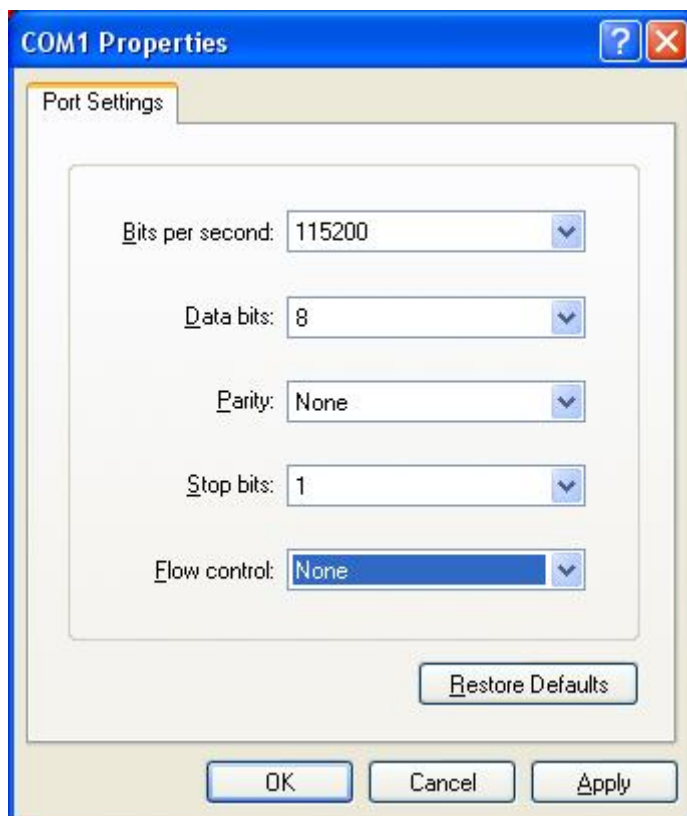 COM1 Properties
Port Settings
Bits per second: 115200
Data bits: 8
Parity: None
Stop bits: 1
Flow control: None
Restore Defaults
OK Cancel Apply